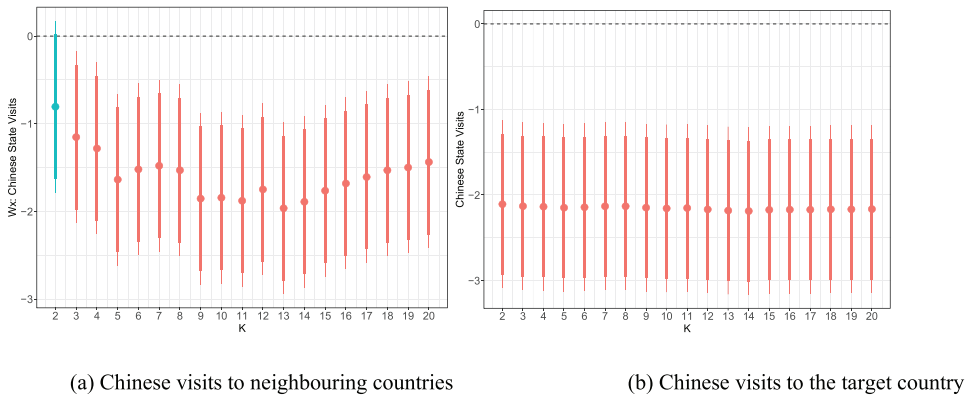 0
−1
−2
−3
Wx: Chinese State Visits
2 3 4 5 6 7 8 9 10 11 12 13 14 15 16 17 18 19 20
K
(a) Chinese visits to neighbouring countries
0
−1
−2
−3
Chinese State Visits
2 3 4 5 6 7 8 9 10 11 12 13 14 15 16 17 18 19 20
K
(b) Chinese visits to the target country